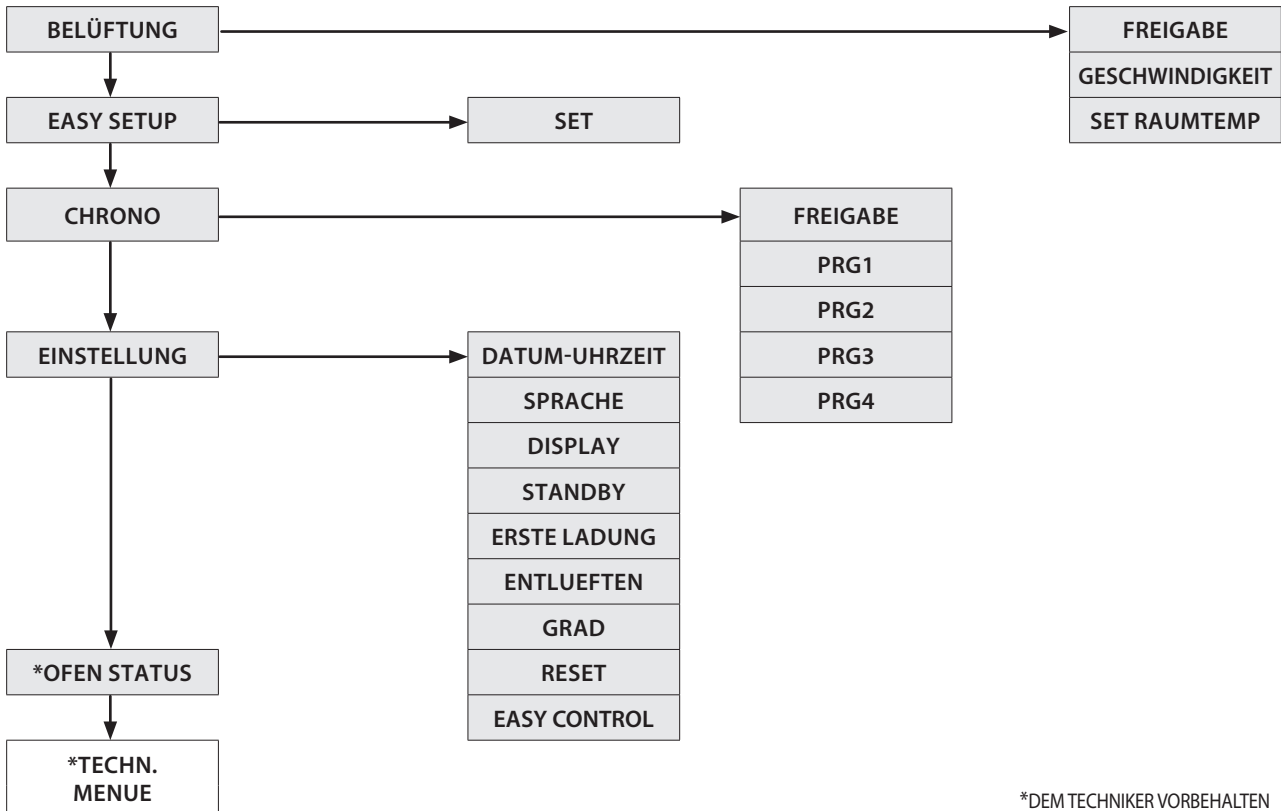 BELÜFTUNG
FREIGABE
GESCHWINDIGKEIT
SET RAUMTEMP
EASY SETUP
SET
CHRONO
FREIGABE
PRG1
PRG2
PRG3
PRG4
EINSTELLUNG
DATUM-UHRZEIT
SPRACHE
DISPLAY
STANDBY
ERSTE LADUNG
ENTLUEFTEN
GRAD
RESET
EASY CONTROL
*OFEN STATUS
*TECHN.
MENUE
*DEM TECHNIKER VORBEHALTEN